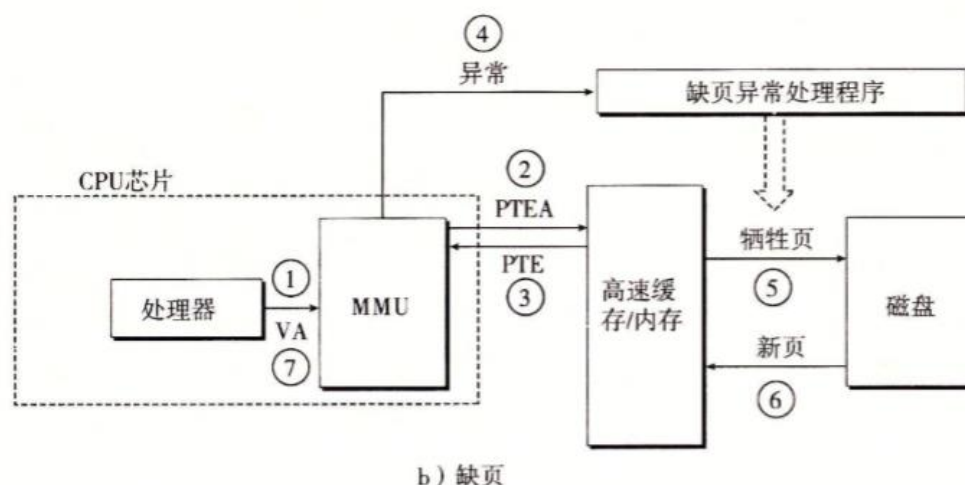 ④
异常
缺页异常处理程序
CPU芯片
②
PTEA
PTE
③
①
处理器
VA
⑦
MMU
高速缓
存/内存
牺牲页
⑤
磁盘
新页
⑥
b）缺页